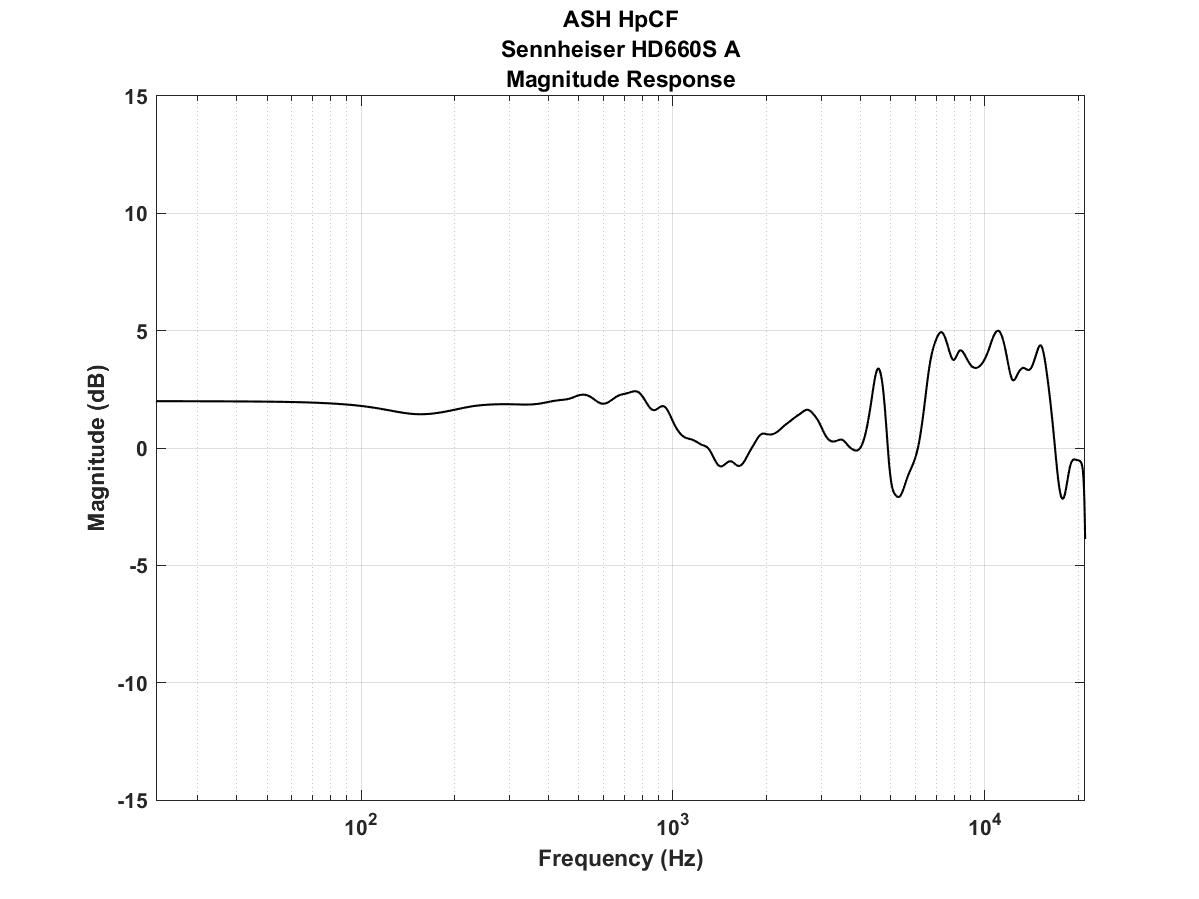 ASH HpCF
Sennheiser HD660S A
Magnitude Response
15
10
5
0
-5
-10
-15
Magnitude (dB)
10² 10³ 10⁴
Frequency (Hz)